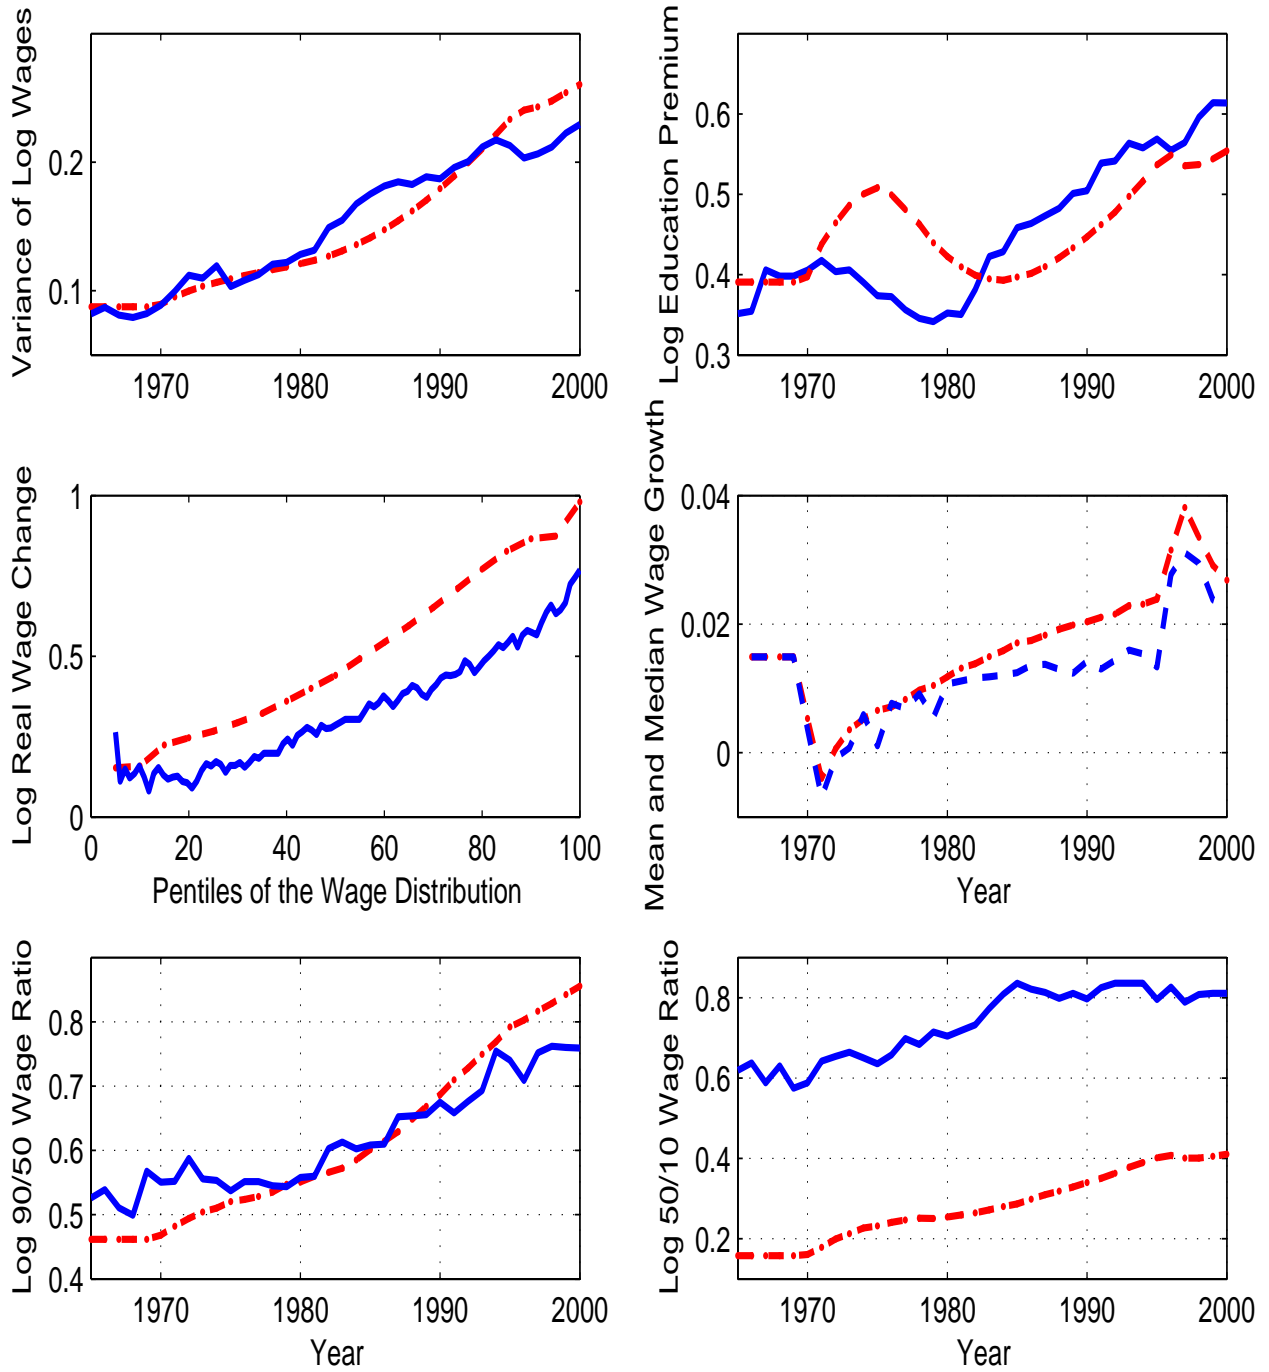 Variance of Log Wages
0.2
0.1
1970 1980 1990 2000
Log Education Premium
0.6
0.5
0.4
0.3
1970 1980 1990 2000
Log Real Wage Change
1
0.5
0
0 20 40 60 80 100
Pentiles of the Wage Distribution
Mean and Median Wage Growth
0.04
0.02
0
1970 1980 1990 2000
Year
Log 90/50 Wage Ratio
0.8
0.7
0.6
0.5
0.4
1970 1980 1990 2000
Year
Log 50/10 Wage Ratio
0.8
0.6
0.4
0.2
1970 1980 1990 2000
Year